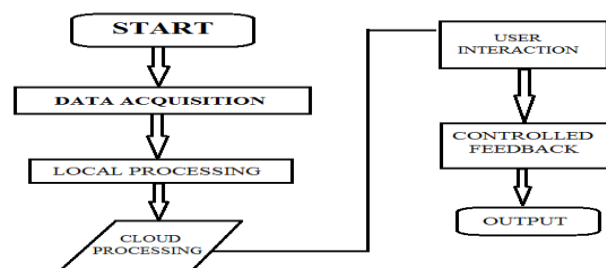 START
DATA ACQUISITION
LOCAL PROCESSING
CLOUD
PROCESSING
USER
INTERACTION
CONTROLLED
FEEDBACK
OUTPUT